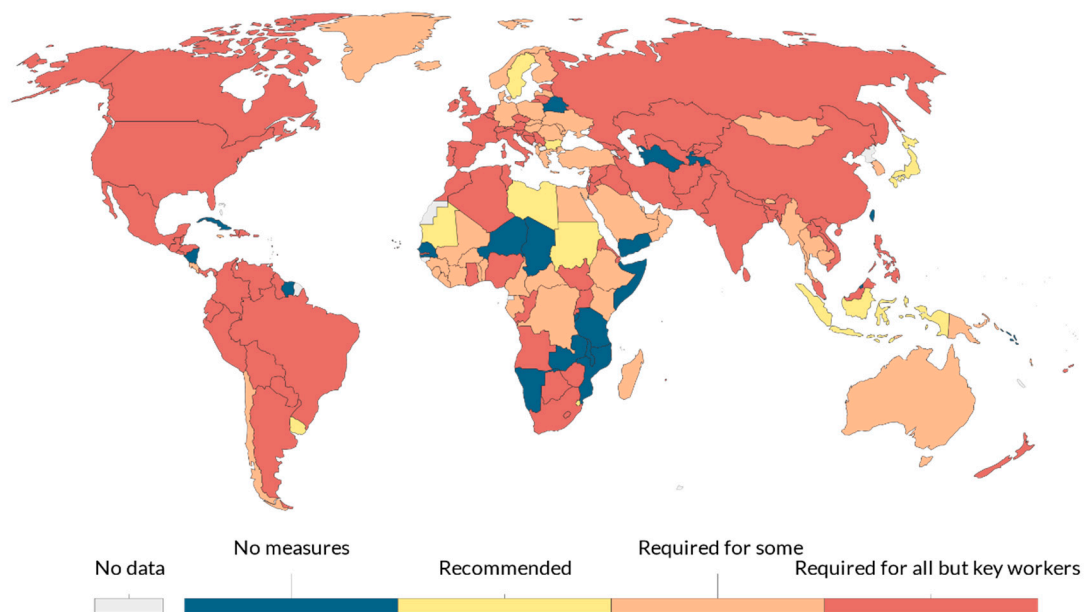 No measures
Required for some
No data
Recommended
Required for all but key workers